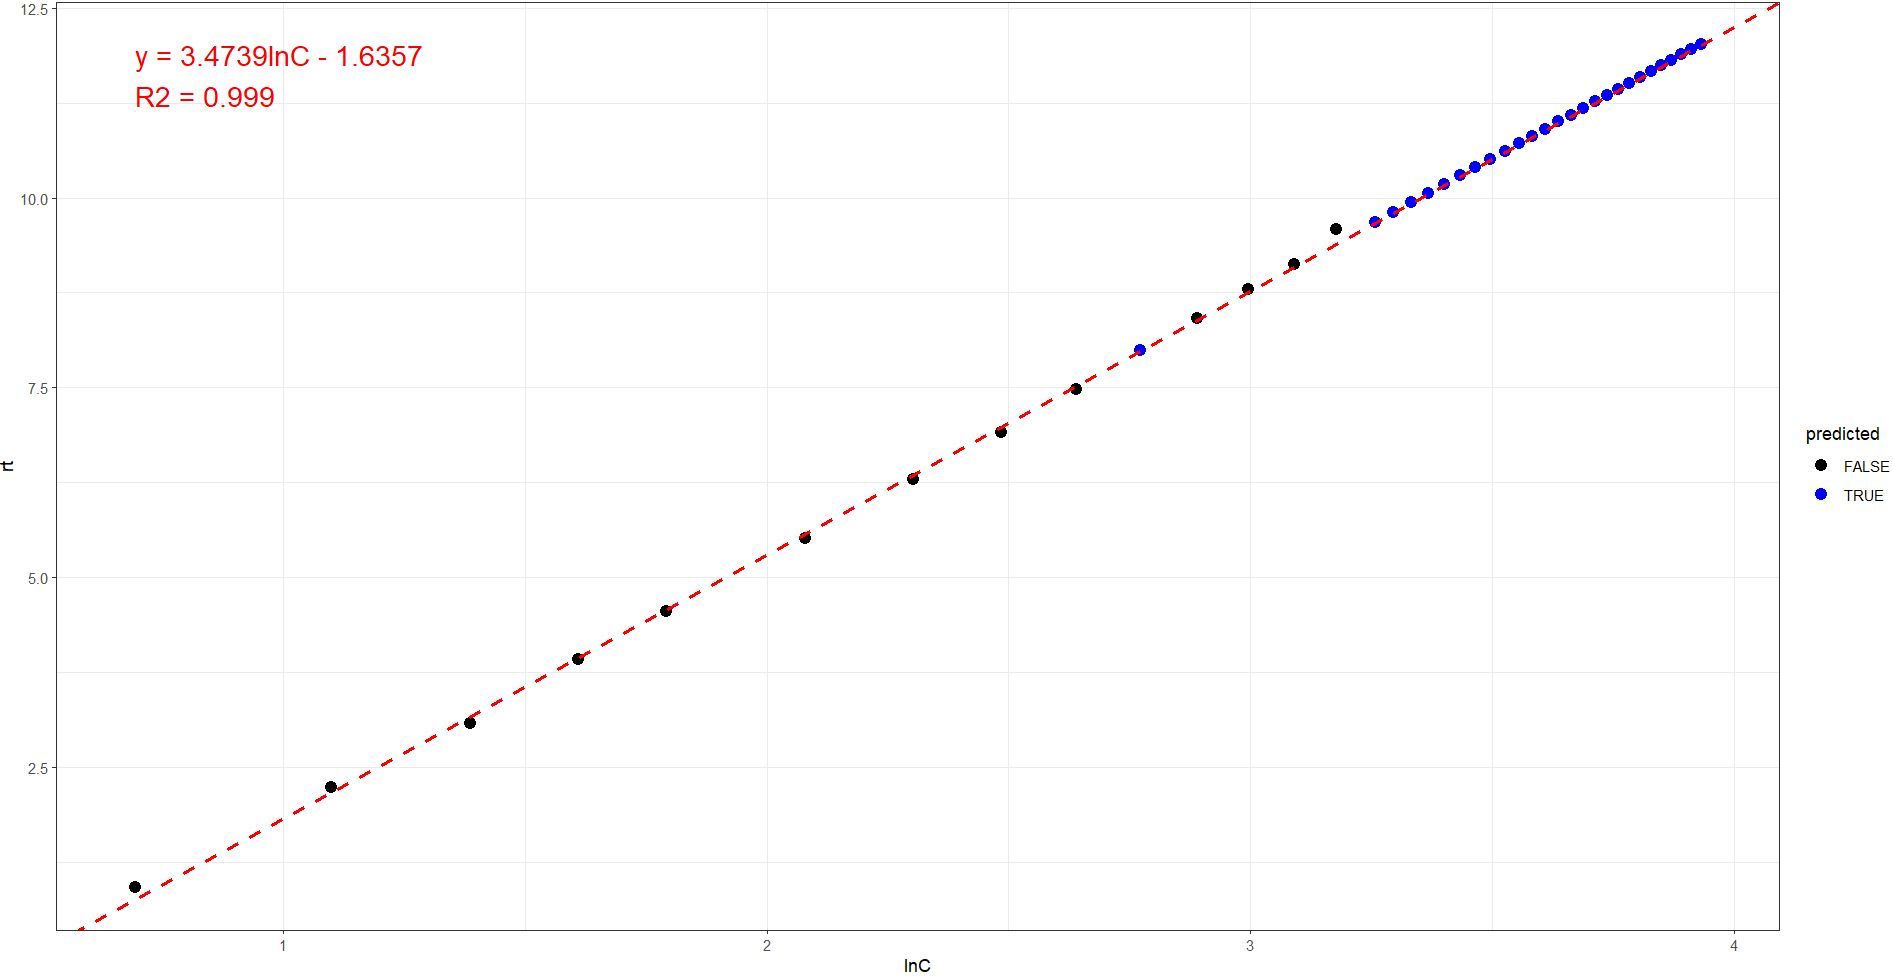 y = 3.4739lnC - 1.6357
R2 = 0.999
12.5
10.0
7.5
5.0
2.5
rt
1
2
3
4
lnC
predicted
FALSE
TRUE